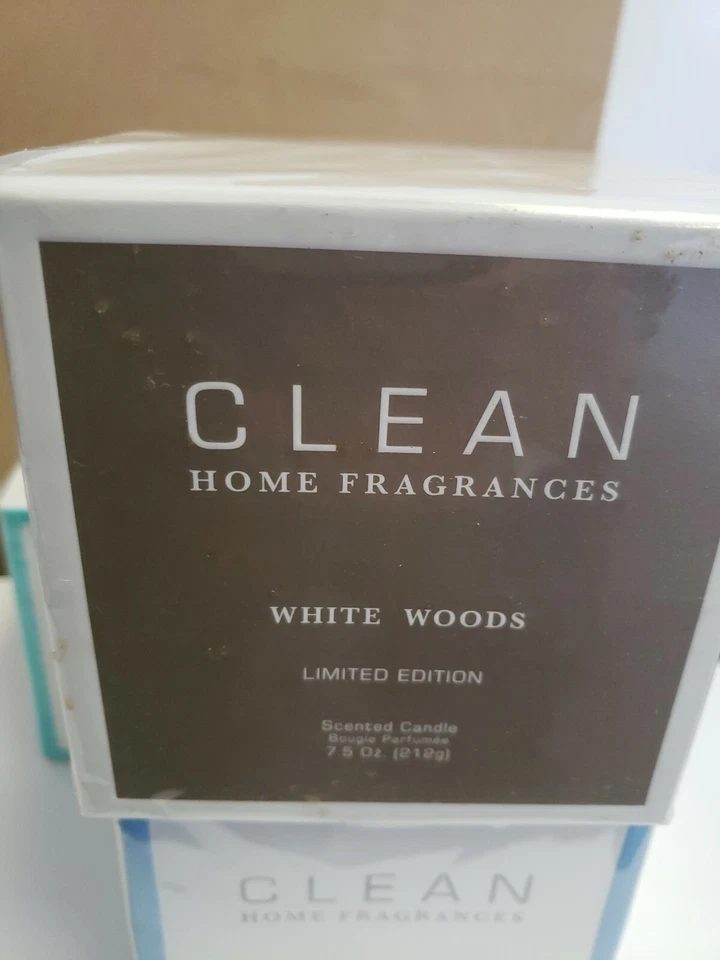 CLEAN
HOME FRAGRANCES
WHITE WOODS
LIMITED EDITION
Scented Candle
Bougie Parfumée
7.5 Oz. (212g)
CLEAN
HOME FRAGRANCES